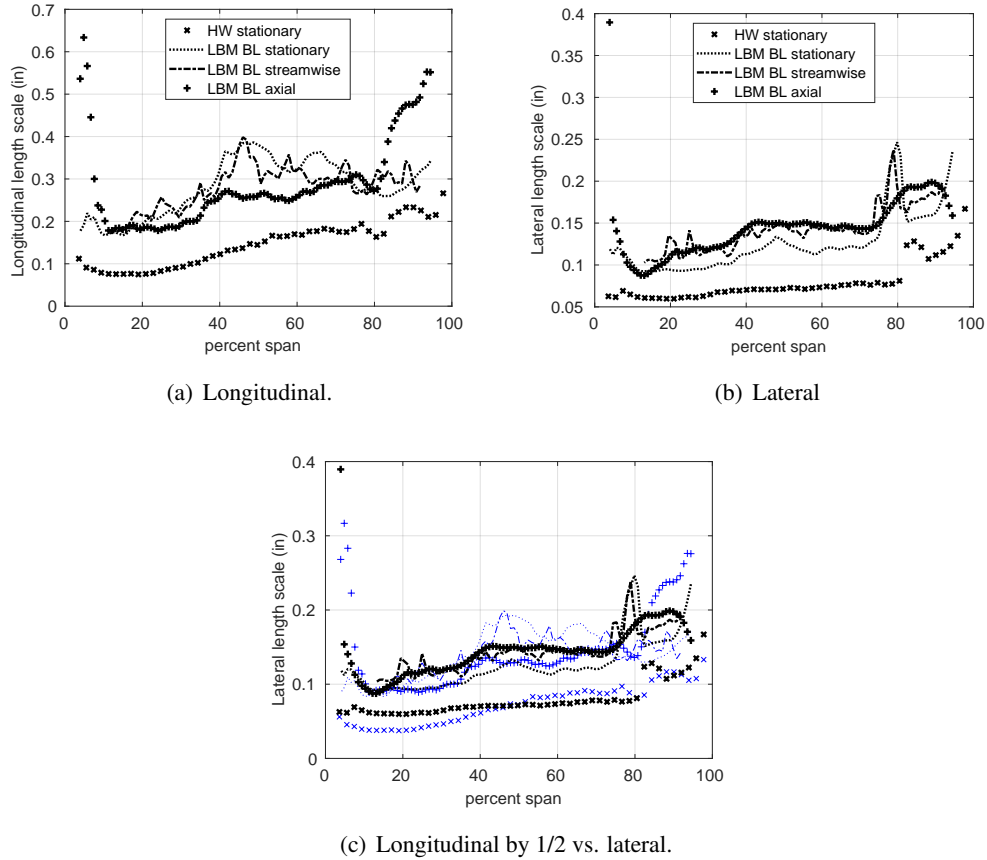 0.7
0.6
0.5
0.4
0.3
0.2
0.1
0
Longitudinal length scale (in)
HW stationary
LBM BL stationary
LBM BL streamwise
LBM BL axial
0 20 40 60 80 100
percent span
(a) Longitudinal.
0.4
0.35
0.3
0.25
0.2
0.15
0.1
0.05
Lateral length scale (in)
HW stationary
LBM BL stationary
LBM BL streamwise
LBM BL axial
0 20 40 60 80 100
percent span
(b) Lateral
0.4
0.3
0.2
0.1
0
Lateral length scale (in)
0 20 40 60 80 100
percent span
(c) Longitudinal by 1/2 vs. lateral.